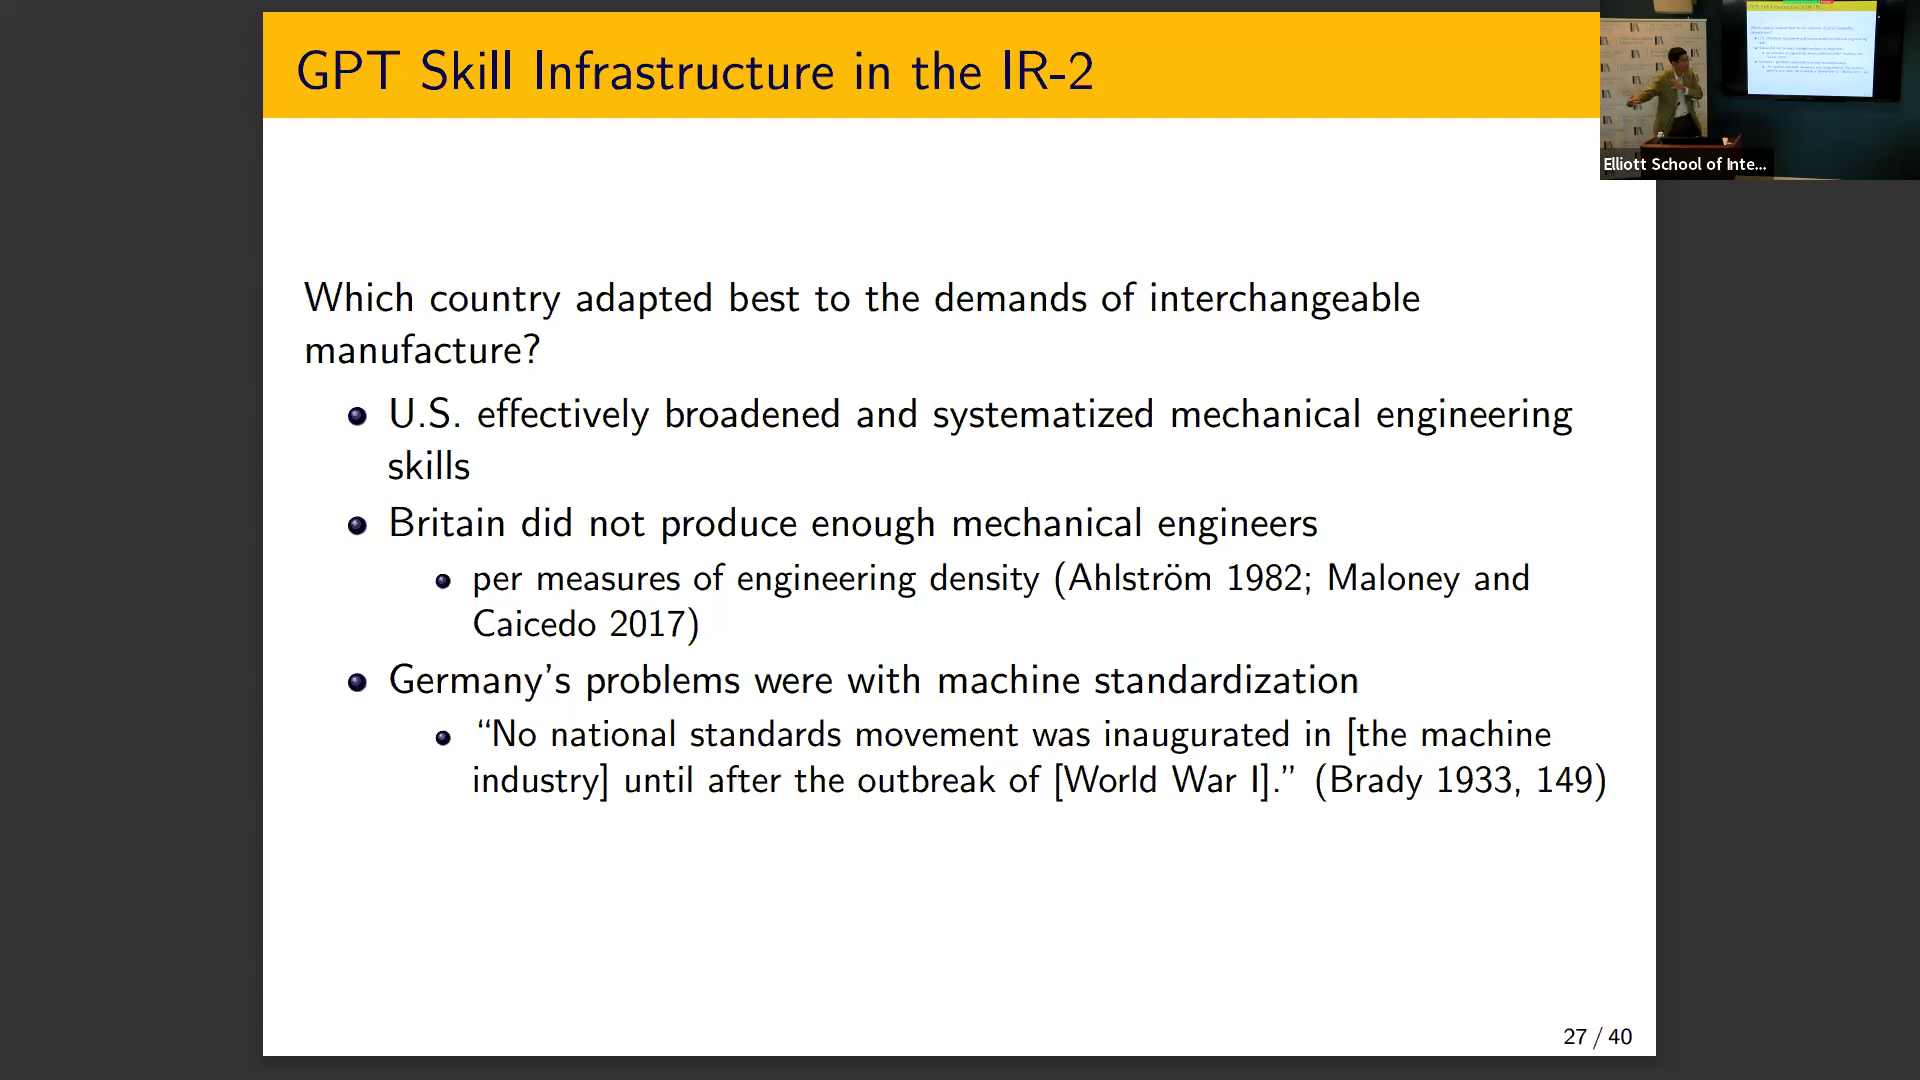 GPT Skill Infrastructure in the IR-2
Elliott School of Inte...
Which country adapted best to the demands of interchangeable
manufacture?
U.S. effectively broadened and systematized mechanical engineering
skills
Britain did not produce enough mechanical engineers
per measures of engineering density (Ahlström 1982; Maloney and
Caicedo 2017)
Germany's problems were with machine standardization
“No national standards movement was inaugurated in [the machine
industry] until after the outbreak of [World War I].” (Brady 1933, 149)
27 / 40